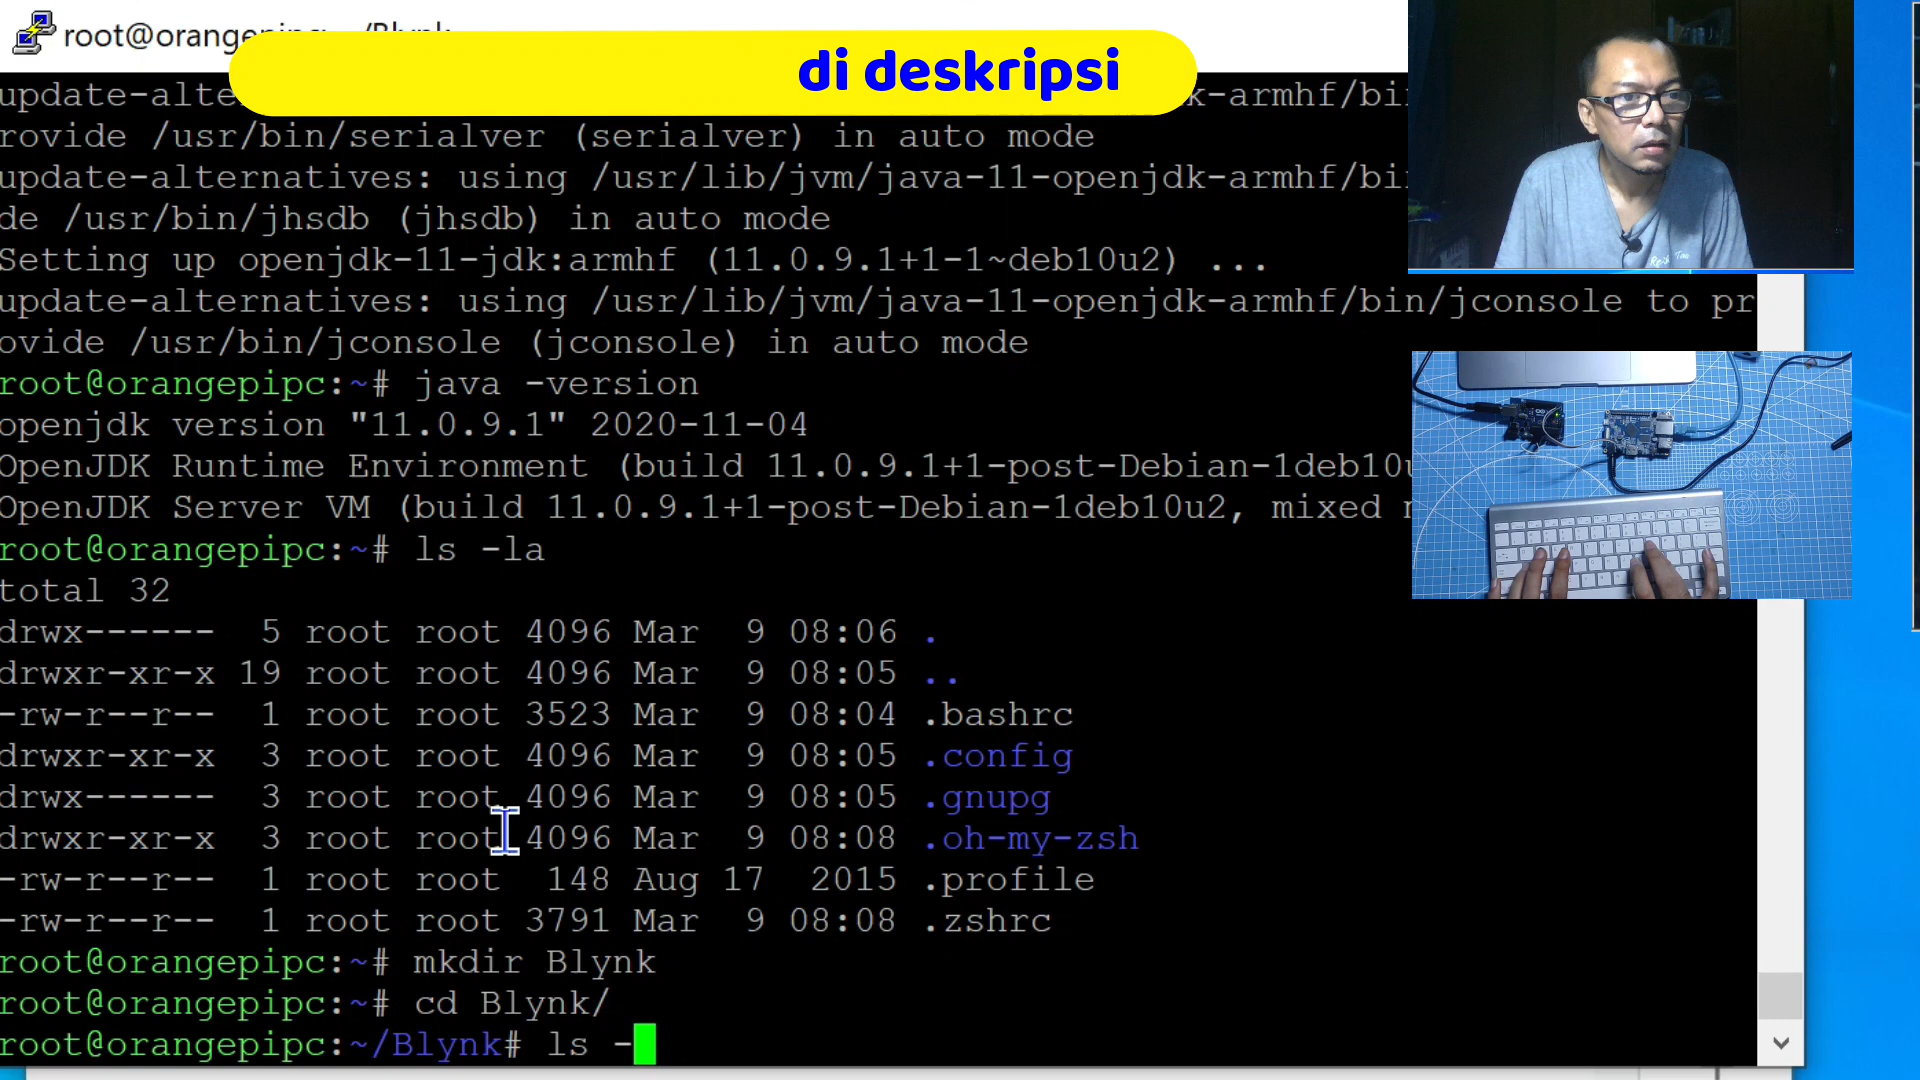 root@orangepipc: ~/Blynk
di deskripsi
update-alte k-armhf/bin
rovide /usr/bin/serialver (serialver) in auto mode
update-alternatives: using /usr/lib/jvm/java-11-openjdk-armhf/bin
de /usr/bin/jhsdb (jhsdb) in auto mode
Setting up openjdk-11-jdk:armhf (11.0.9.1+1-1~deb10u2) ...
update-alternatives: using /usr/lib/jvm/java-11-openjdk-armhf/bin/jconsole to pr
ovide /usr/bin/jconsole (jconsole) in auto mode
root@orangepipc:~# java -version
openjdk version "11.0.9.1" 2020-11-04
OpenJDK Runtime Environment (build 11.0.9.1+1-post-Debian-1deb10u
OpenJDK Server VM (build 11.0.9.1+1-post-Debian-1deb10u2, mixed
root@orangepipc:~# ls -la
total 32
drwx------ 5 root root 4096 Mar 9 08:06 .
drwxr-xr-x 19 root root 4096 Mar 9 08:05 ..
-rw-r--r-- 1 root root 3523 Mar 9 08:04 .bashrc
drwxr-xr-x 3 root root 4096 Mar 9 08:05 .config
drwx------ 3 root root 4096 Mar 9 08:05 .gnupg
drwxr-xr-x 3 root root 4096 Mar 9 08:08 .oh-my-zsh
-rw-r--r-- 1 root root 148 Aug 17 2015 .profile
-rw-r--r-- 1 root root 3791 Mar 9 08:08 .zshrc
root@orangepipc:~# mkdir Blynk
root@orangepipc:~# cd Blynk/
root@orangepipc:~/Blynk# ls -